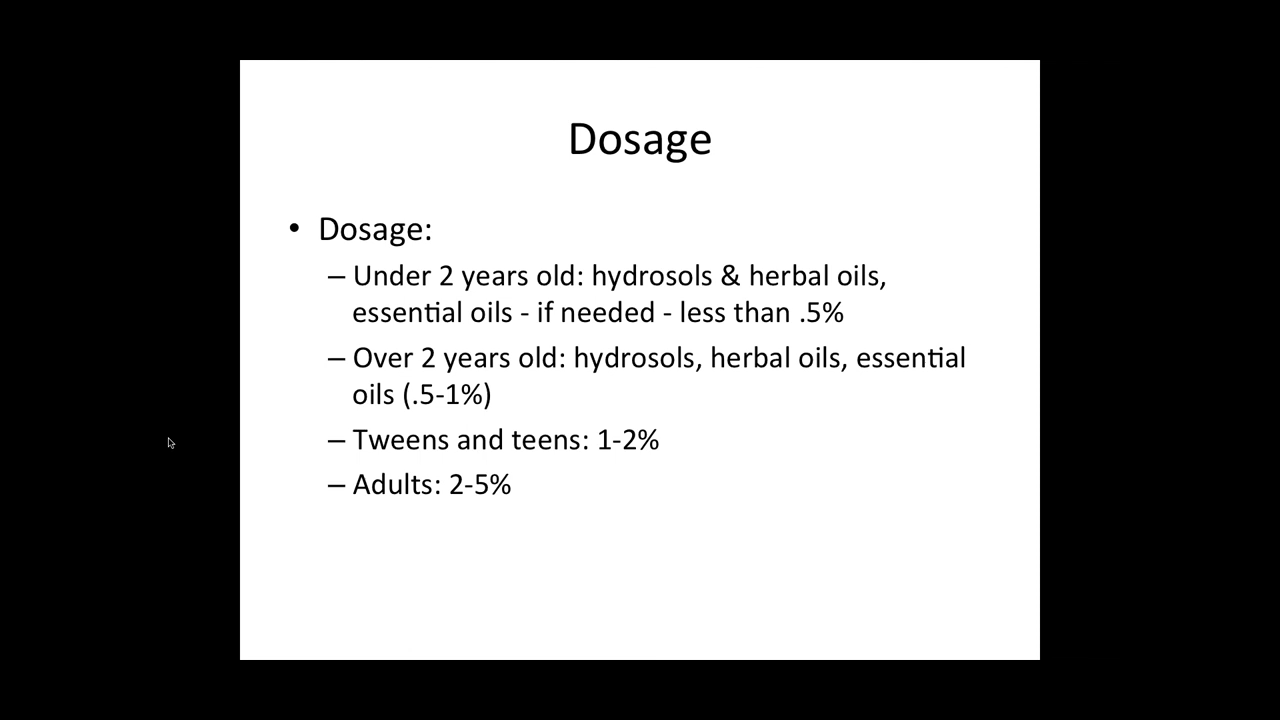 Dosage
• Dosage:
– Under 2 years old: hydrosols & herbal oils,
essential oils - if needed - less than .5%
– Over 2 years old: hydrosols, herbal oils, essential
oils (.5-1%)
– Tweens and teens: 1-2%
– Adults: 2-5%